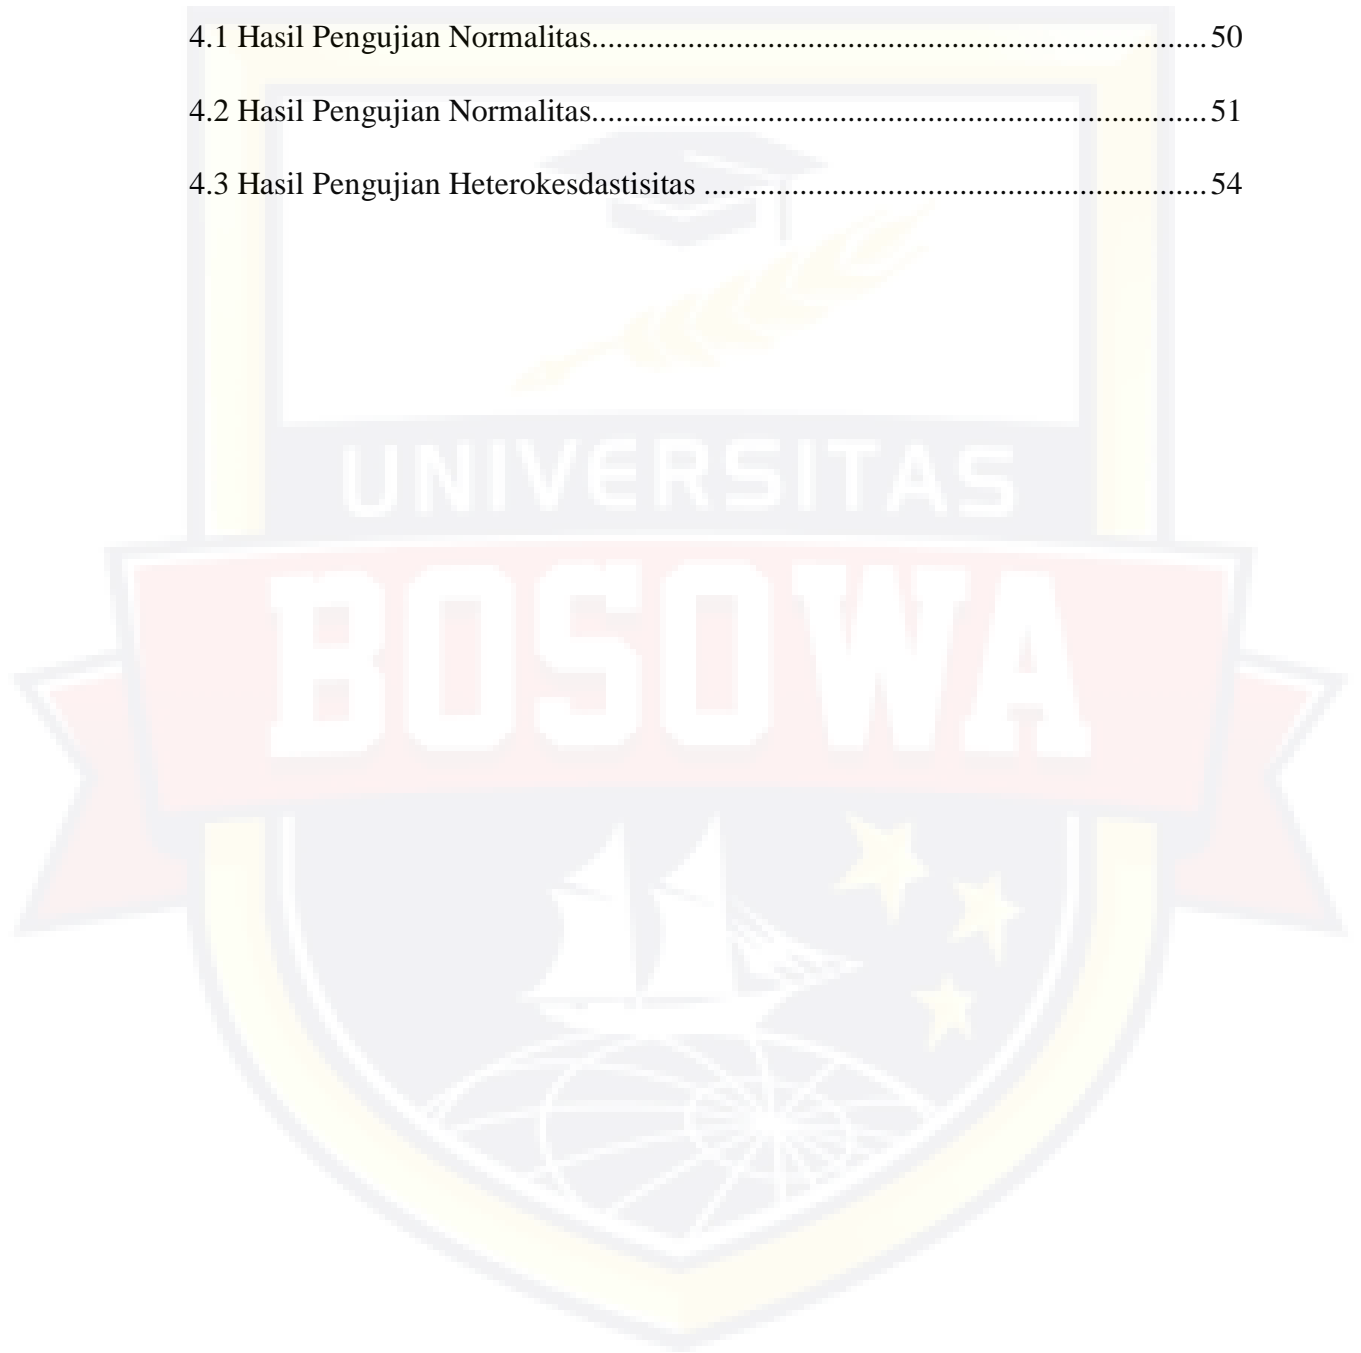 4.1 Hasil Pengujian Normalitas.............................................................................50
4.2 Hasil Pengujian Normalitas.............................................................................51
4.3 Hasil Pengujian Heterokesdastisitas ...............................................................54
UNIVERSITAS
BOSOWA